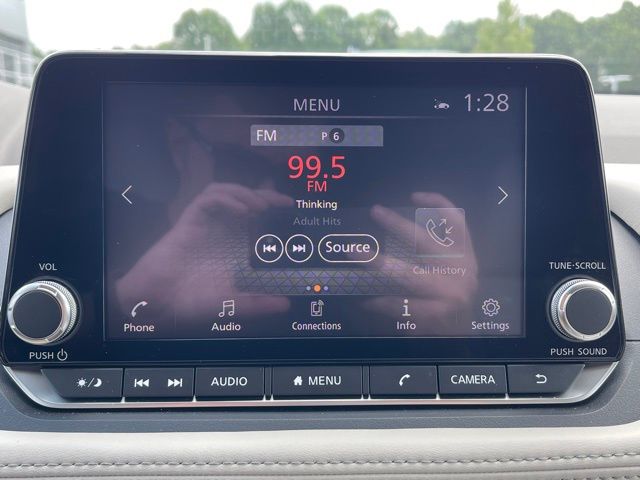 MENU
1:28
FM P 6
99.5
FM
Thinking
Adult Hits
Source
Call History
Phone Audio Connections Info Settings
VOL
TUNE·SCROLL
PUSH
PUSH SOUND
AUDIO MENU CAMERA